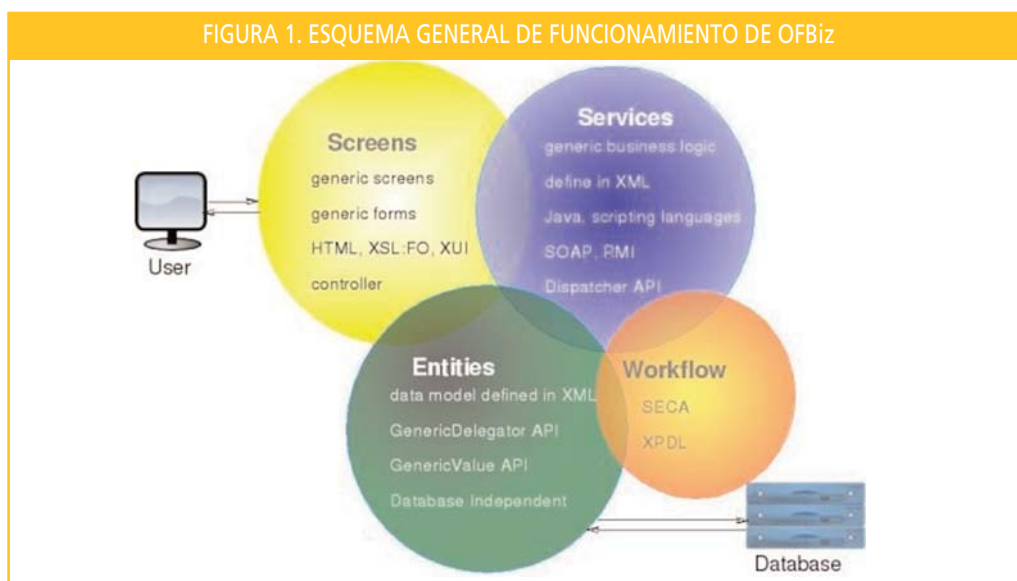 FIGURA 1. ESQUEMA GENERAL DE FUNCIONAMIENTO DE OFBiz
User
Screens
generic screens
generic forms
HTML, XSL:FO, XUI
controller
Services
generic business logic
define in XML
Java, scripting languages
SOAP, RMI
Dispatcher API
Entities
data model defined in XML
GenericDelegator API
GenericValue API
Database independent
Workflow
SECA
XPDL
Database